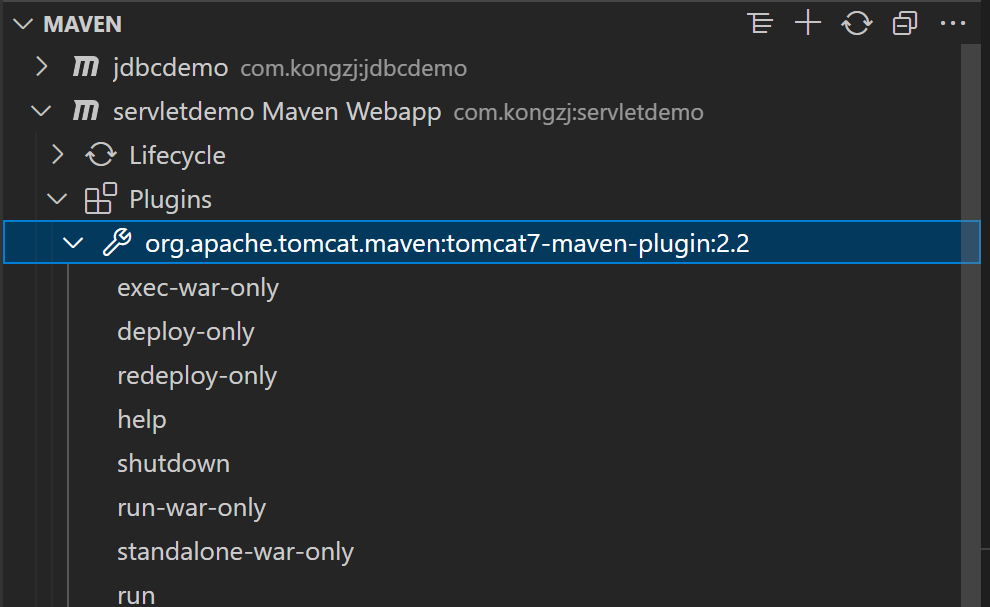 MAVEN
jdbcdemo com.kongzj:jdbcdemo
servletdemo Maven Webapp com.kongzj:servletdemo
Lifecycle
Plugins
org.apache.tomcat.maven:tomcat7-maven-plugin:2.2
exec-war-only
deploy-only
redeploy-only
help
shutdown
run-war-only
standalone-war-only
run